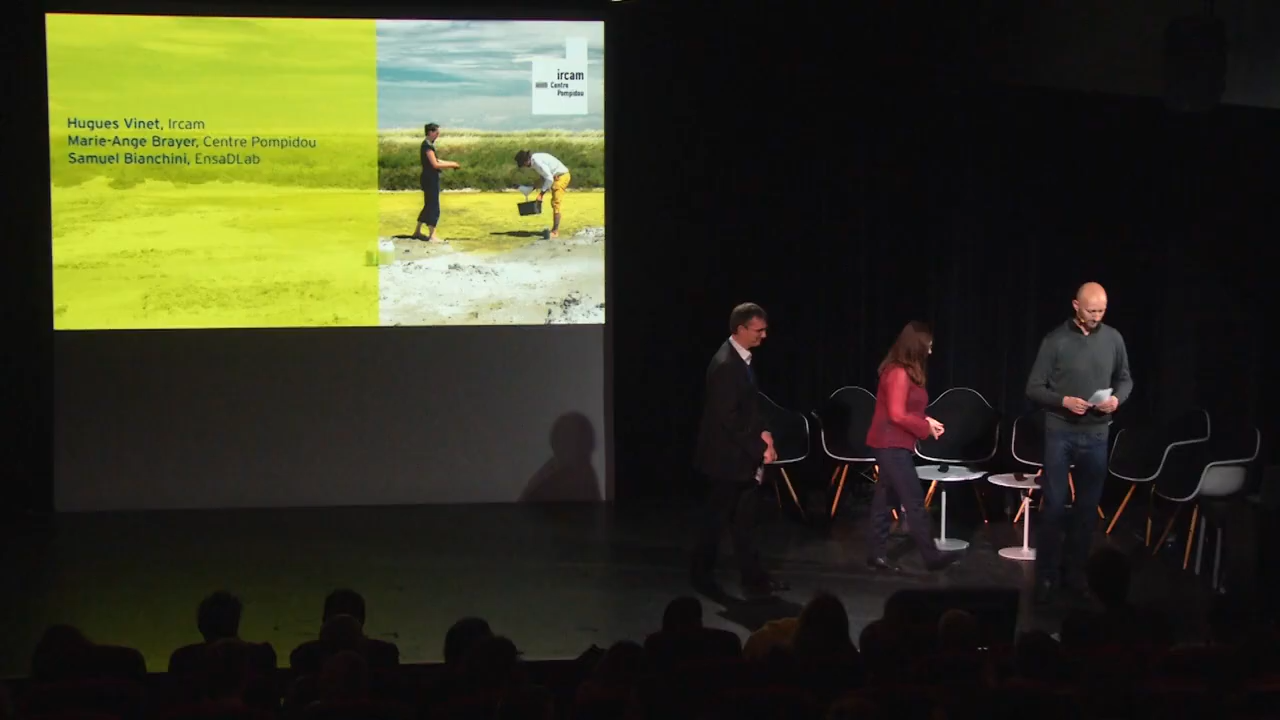 Hugues Vinet, Ircam
Marie-Ange Brayer, Centre Pompidou
Samuel Bianchini, EnsaDLab
ircam
Centre
Pompidou